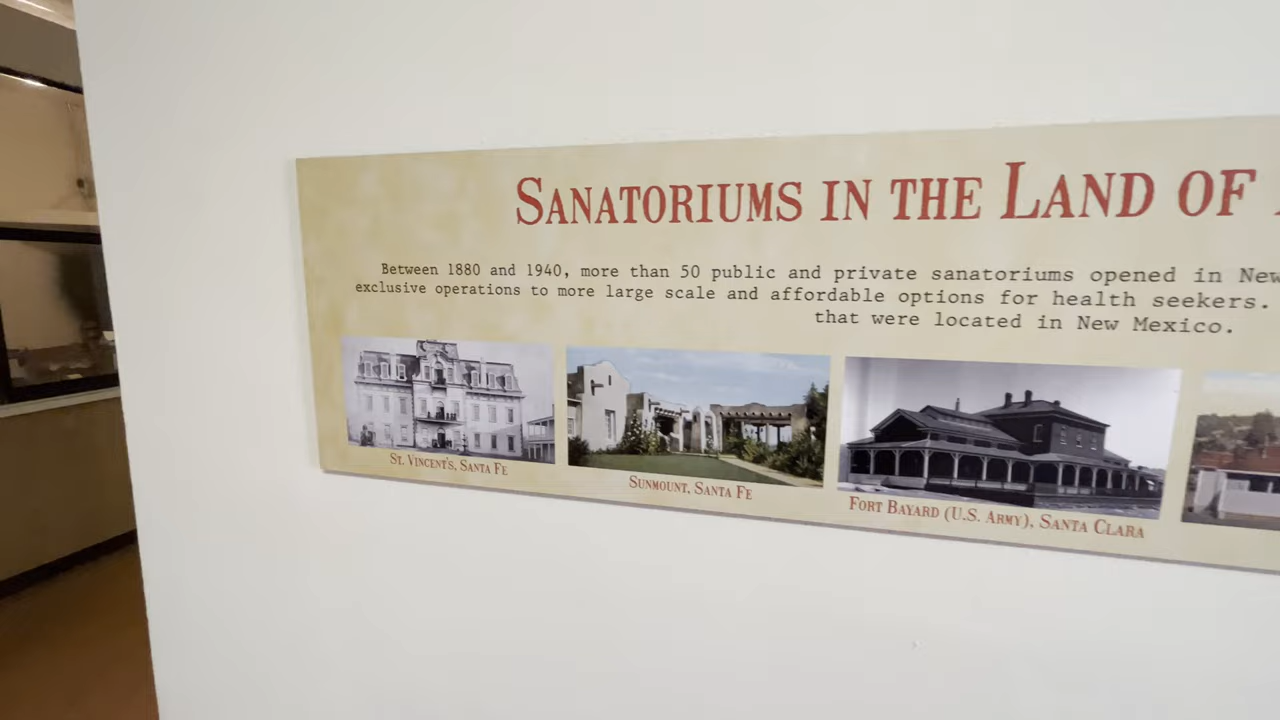 SANATORIUMS IN THE LAND OF
Between 1880 and 1940, more than 50 public and private sanatoriums opened in New
exclusive operations to more large scale and affordable options for health seekers.
that were located in New Mexico.
ST. VINCENT'S, SANTA FE
SUNMOUNT, SANTA FE
FORT BAYARD (U.S. ARMY), SANTA CLARA